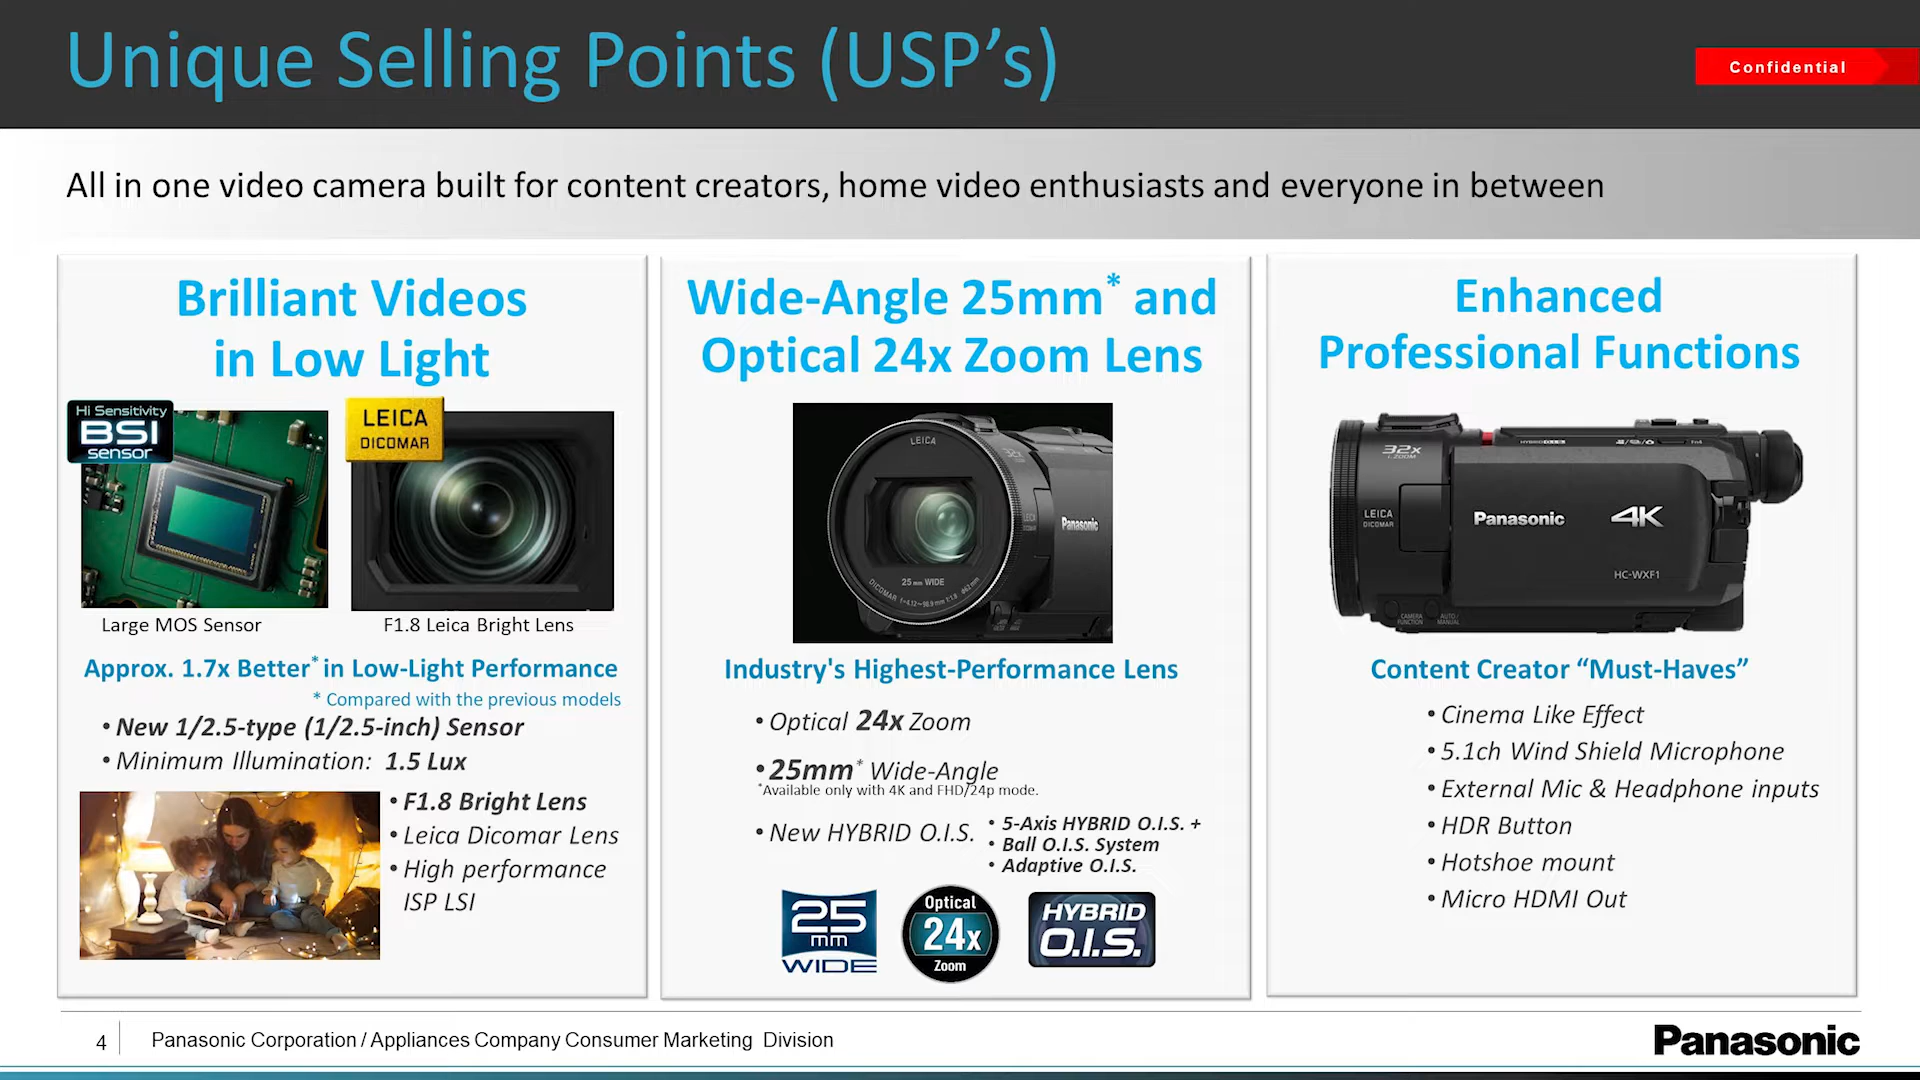 Unique Selling Points (USP's)
Confidential
All in one video camera built for content creators, home video enthusiasts and everyone in between
Brilliant Videos
in Low Light
Hi Sensitivity
BSI
sensor
LEICA
DICOMAR
Large MOS Sensor
F1.8 Leica Bright Lens
Approx. 1.7x Better* in Low-Light Performance
* Compared with the previous models
• New 1/2.5-type (1/2.5-inch) Sensor
• Minimum Illumination: 1.5 Lux
• F1.8 Bright Lens
• Leica Dicomar Lens
• High performance
ISP LSI
Wide-Angle 25mm* and
Optical 24x Zoom Lens
LEICA
Panasonic
25mm WIDE
Industry's Highest-Performance Lens
• Optical 24x Zoom
• 25mm* Wide-Angle
*Available only with 4K and FHD/24p mode.
• New HYBRID O.I.S.
• 5-Axis HYBRID O.I.S. +
• Ball O.I.S. System
• Adaptive O.I.S.
25
mm
WIDE
Optical
24x
Zoom
HYBRID
O.I.S.
Enhanced
Professional Functions
32x
i.ZOOM
LEICA
DICOMAR
Panasonic
4K
HC-WXF1
CAMERA
FUNCTION
AUTO/
MANUAL
Content Creator “Must-Haves”
• Cinema Like Effect
• 5.1ch Wind Shield Microphone
• External Mic & Headphone inputs
• HDR Button
• Hotshoe mount
• Micro HDMI Out
4
Panasonic Corporation / Appliances Company Consumer Marketing Division
Panasonic